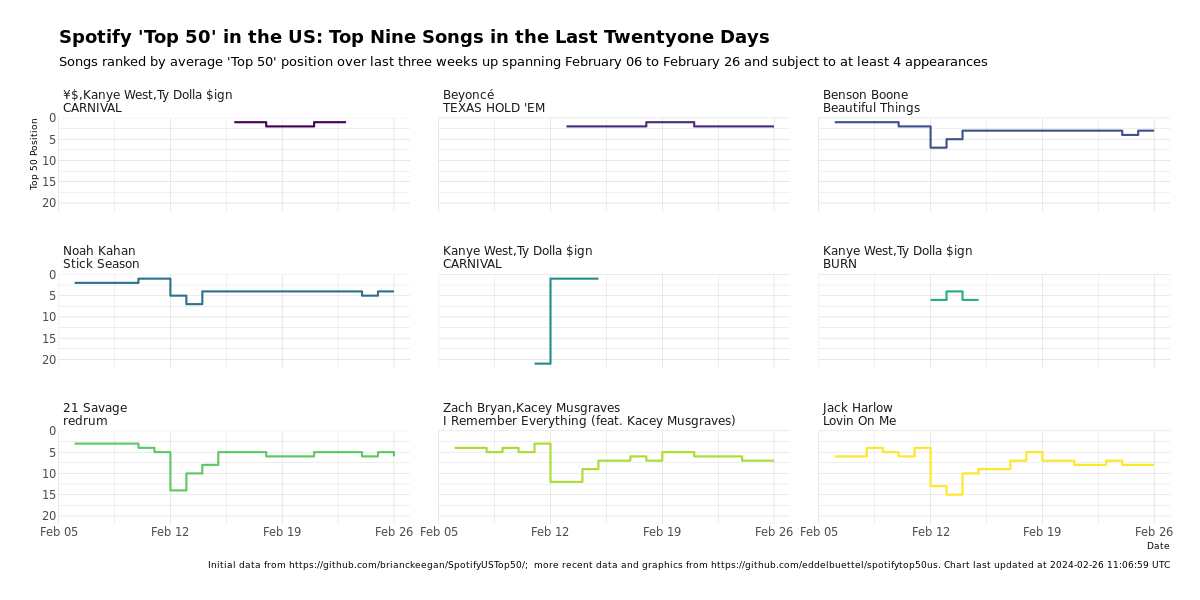 Spotify 'Top 50' in the US: Top Nine Songs in the Last Twentyone Days
Songs ranked by average 'Top 50' position over last three weeks up spanning February 06 to February 26 and subject to at least 4 appearances
¥$,Kanye West,Ty Dolla $ign
CARNIVAL
Beyoncé
TEXAS HOLD 'EM
Benson Boone
Beautiful Things
Top 50 Position
0
5
10
15
20
Noah Kahan
Stick Season
Kanye West,Ty Dolla $ign
CARNIVAL
Kanye West,Ty Dolla $ign
BURN
0
5
10
15
20
21 Savage
redrum
Zach Bryan,Kacey Musgraves
I Remember Everything (feat. Kacey Musgraves)
Jack Harlow
Lovin On Me
0
5
10
15
20
Feb 05 Feb 12 Feb 19 Feb 26 Feb 05 Feb 12 Feb 19 Feb 26 Feb 05 Feb 12 Feb 19 Feb 26
Date
Initial data from https://github.com/brianckeegan/SpotifyUSTop50/;  more recent data and graphics from https://github.com/eddelbuettel/spotifytop50us. Chart last updated at 2024-02-26 11:06:59 UTC